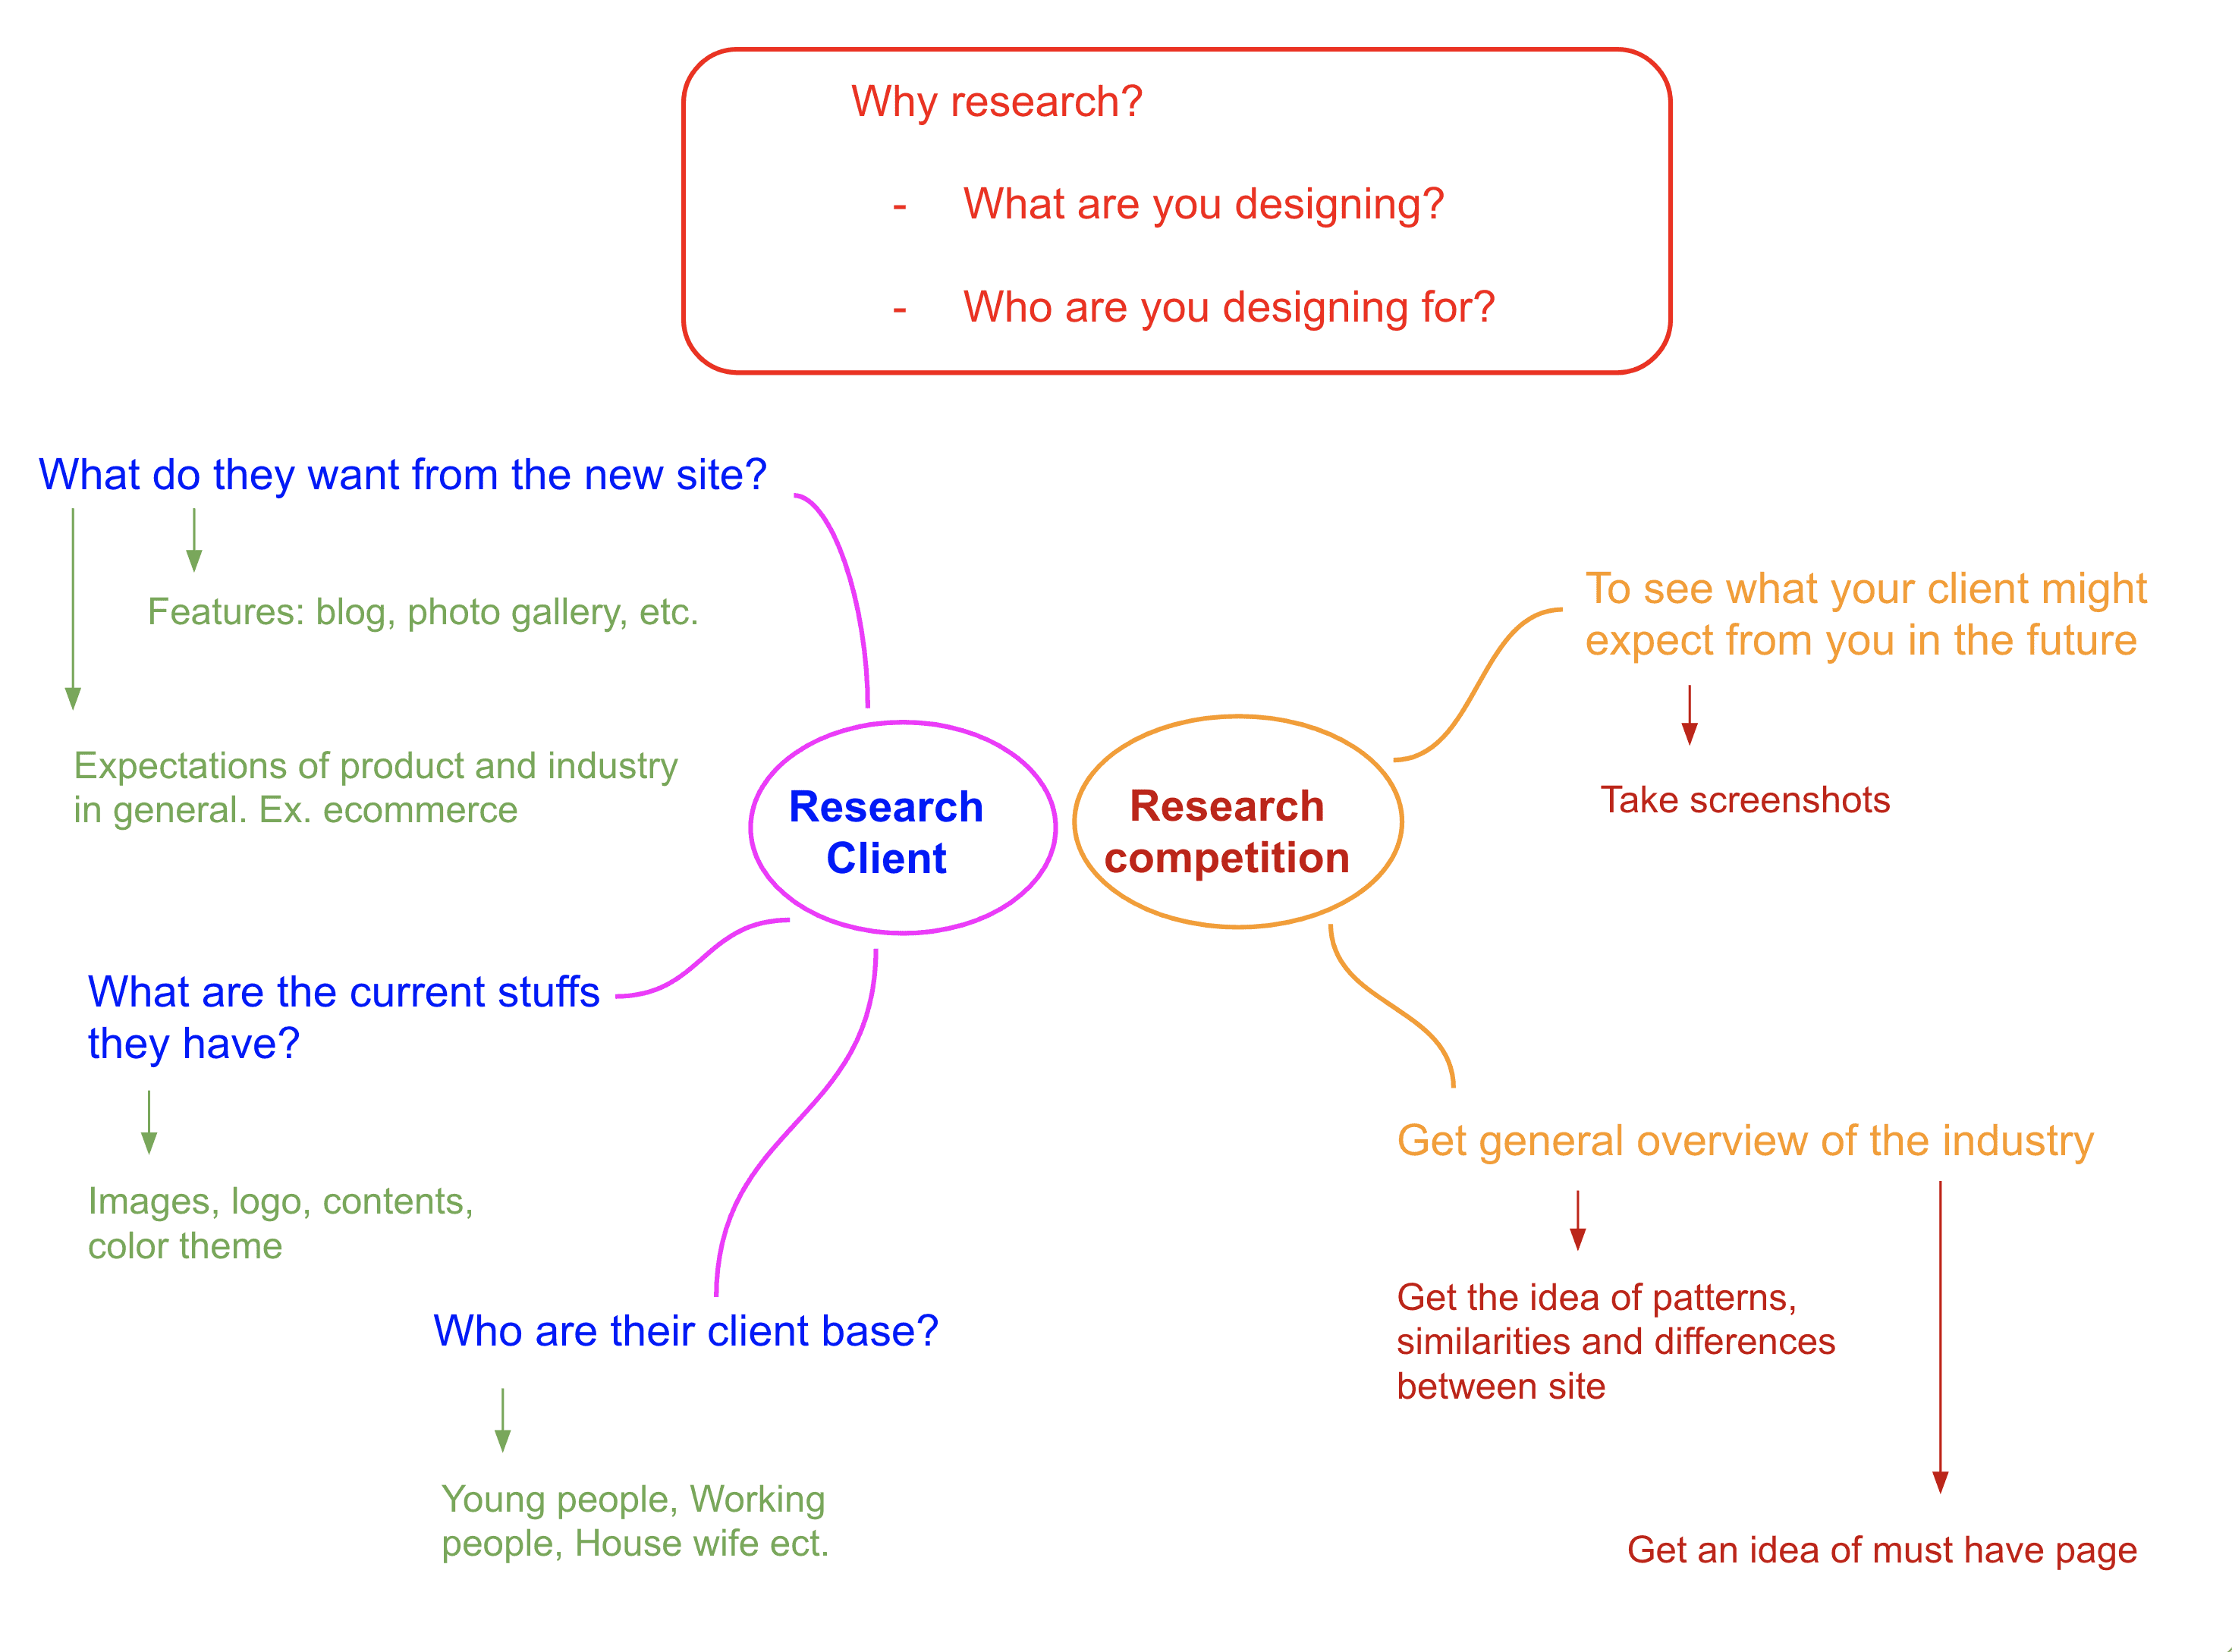 Why research?
- What are you designing?
- Who are you designing for?
What do they want from the new site?
Features: blog, photo gallery, etc.
Expectations of product and industry
in general. Ex. ecommerce
Research
Client
What are the current stuffs
they have?
Images, logo, contents,
color theme
Who are their client base?
Young people, Working
people, House wife ect.
Research
competition
To see what your client might
expect from you in the future
Take screenshots
Get general overview of the industry
Get the idea of patterns,
similarities and differences
between site
Get an idea of must have page